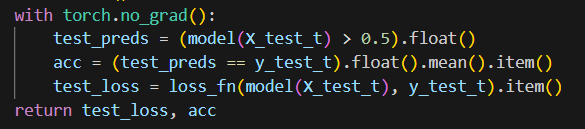 with torch.no_grad():
    test_preds = (model(X_test_t) > 0.5).float()
    acc = (test_preds == y_test_t).float().mean().item()
    test_loss = loss_fn(model(X_test_t), y_test_t).item()
return test_loss, acc